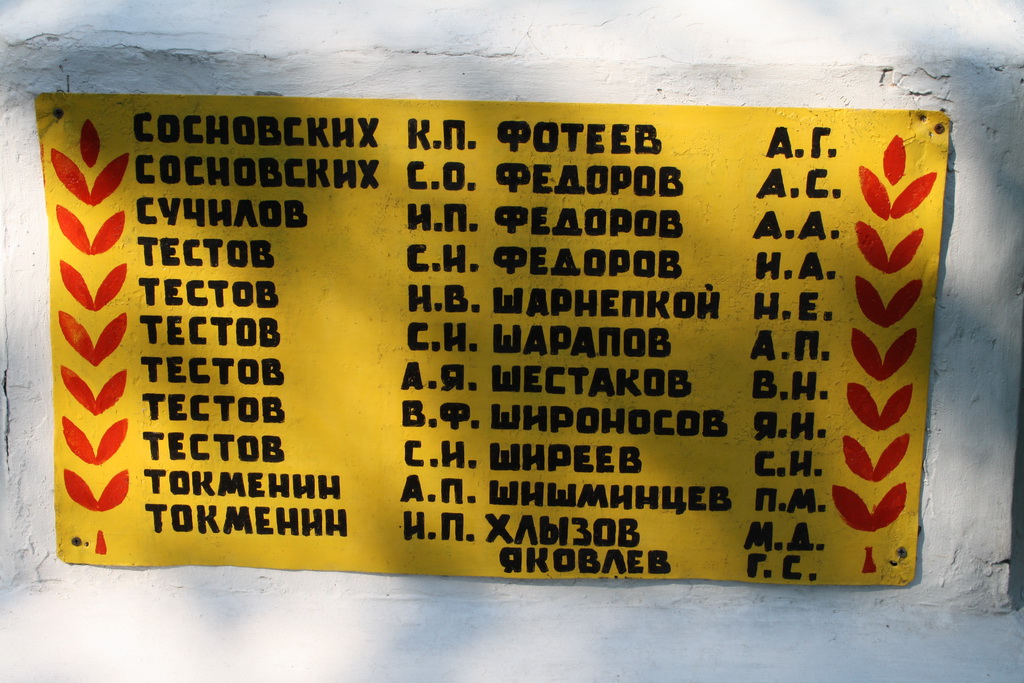 СОСНОВСКИХ К.П. ФОТЕЕВ А.Г.
СОСНОВСКИХ С.О. ФЕДОРОВ А.С.
СУЧИЛОВ И.П. ФЕДОРОВ А.А.
ТЕСТОВ С.И. ФЕДОРОВ И.А.
ТЕСТОВ И.В. ШАРНЕПКОЙ Н.Е.
ТЕСТОВ С.И. ШАРАПОВ А.П.
ТЕСТОВ А.Я. ШЕСТАКОВ В.Н.
ТЕСТОВ В.Ф. ШИРОНОСОВ Я.И.
ТЕСТОВ С.И. ШИРЕЕВ С.И.
ТОКМЕНИН А.П. ШИШМИНЦЕВ П.М.
ТОКМЕНИН И.П. ХЛЫЗОВ М.Д.
ЯКОВЛЕВ Г.С.